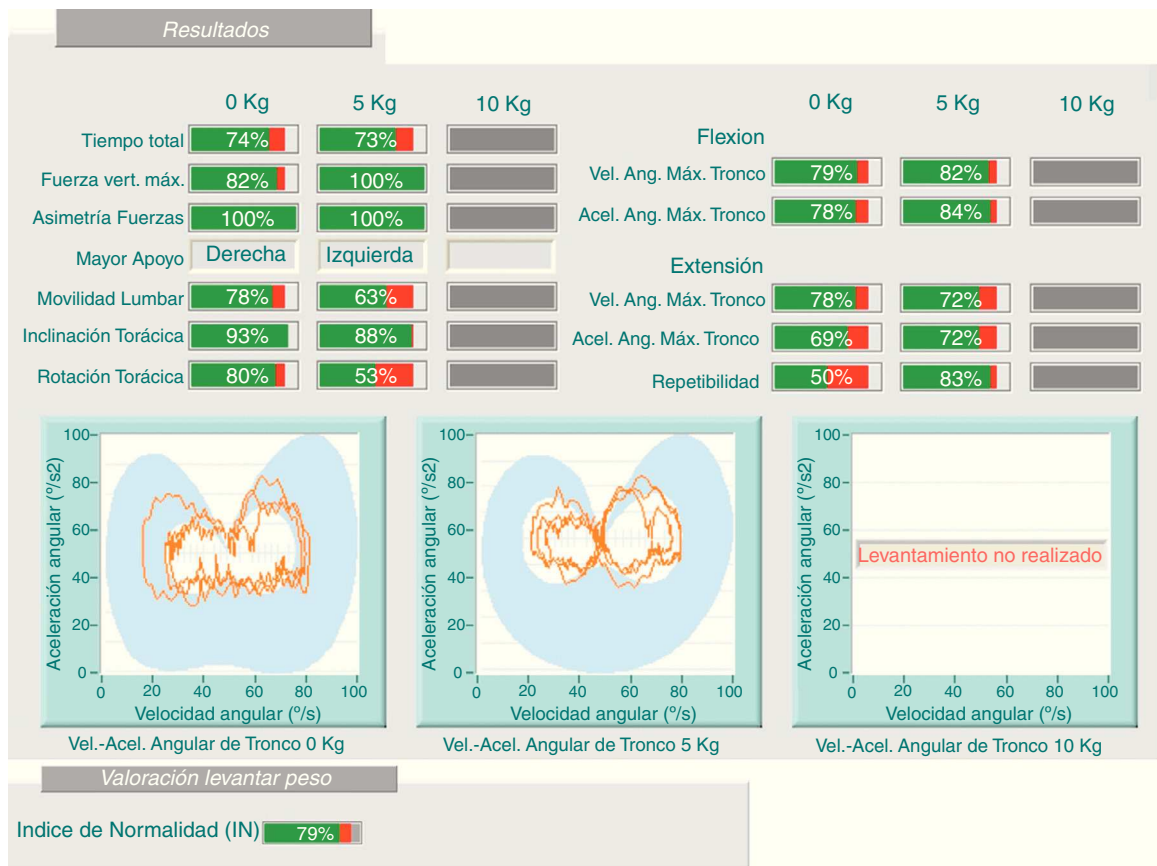 Resultados
0 Kg 5 Kg 10 Kg
Tiempo total 74% 73%
Fuerza vert. máx. 82% 100%
Asimetría Fuerzas 100% 100%
Mayor Apoyo Derecha Izquierda
Movilidad Lumbar 78% 63%
Inclinación Torácica 93% 88%
Rotación Torácica 80% 53%
0 Kg 5 Kg 10 Kg
Flexion
Vel. Ang. Máx. Tronco 79% 82%
Acel. Ang. Máx. Tronco 78% 84%
Extensión
Vel. Ang. Máx. Tronco 78% 72%
Acel. Ang. Máx. Tronco 69% 72%
Repetibilidad 50% 83%
Aceleración angular (º/s2)
100
80
60
40
20
0
0 20 40 60 80 100
Velocidad angular (º/s)
Vel.-Acel. Angular de Tronco 0 Kg
Aceleración angular (º/s2)
100
80
60
40
20
0
0 20 40 60 80 100
Velocidad angular (º/s)
Vel.-Acel. Angular de Tronco 5 Kg
Aceleración angular (º/s2)
100
80
60
Levantamiento no realizado
40
20
0
0 20 40 60 80 100
Velocidad angular (º/s)
Vel.-Acel. Angular de Tronco 10 Kg
Valoración levantar peso
Indice de Normalidad (IN) 79%